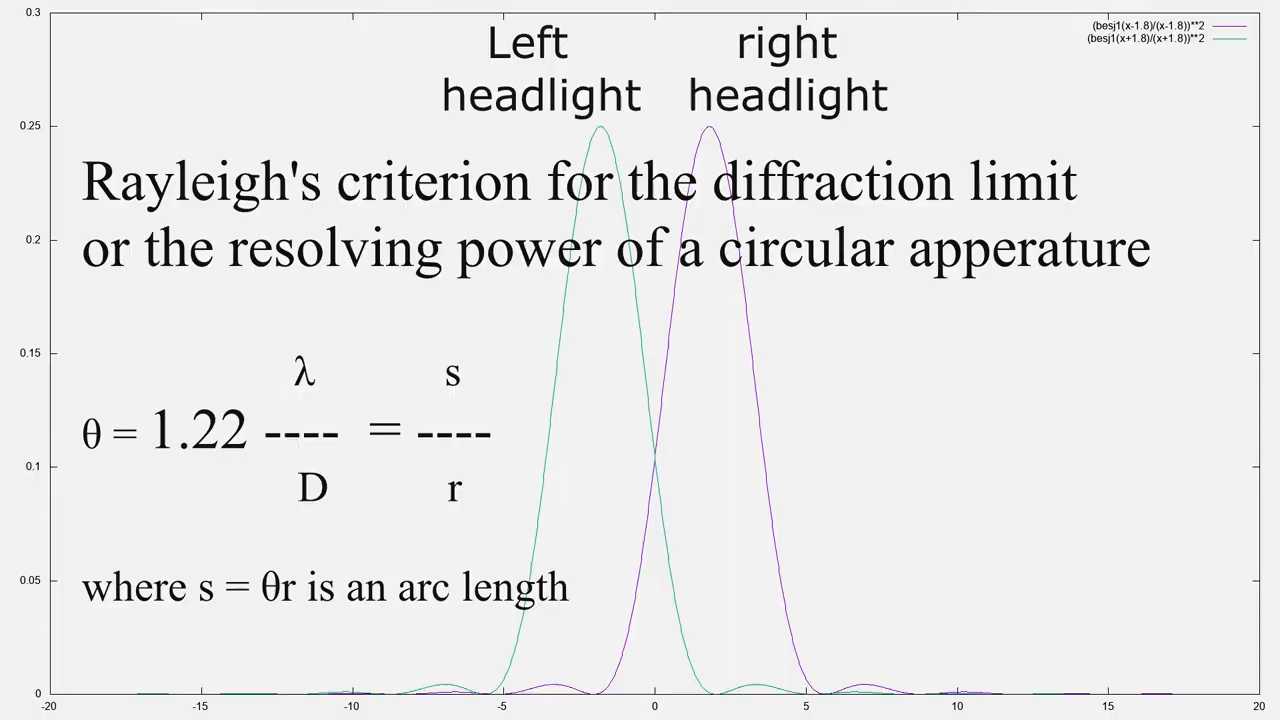 0.3
(besj1(x-1.8)/(x-1.8))**2
(besj1(x+1.8)/(x+1.8))**2
Left right
headlight headlight
0.25
Rayleigh's criterion for the diffraction limit
0.2
or the resolving power of a circular apperature
0.15
λ s
θ = 1.22 ---- = ----
0.1
D r
0.05
where s = θr is an arc length
0
-20 -15 -10 -5 0 5 10 15 20